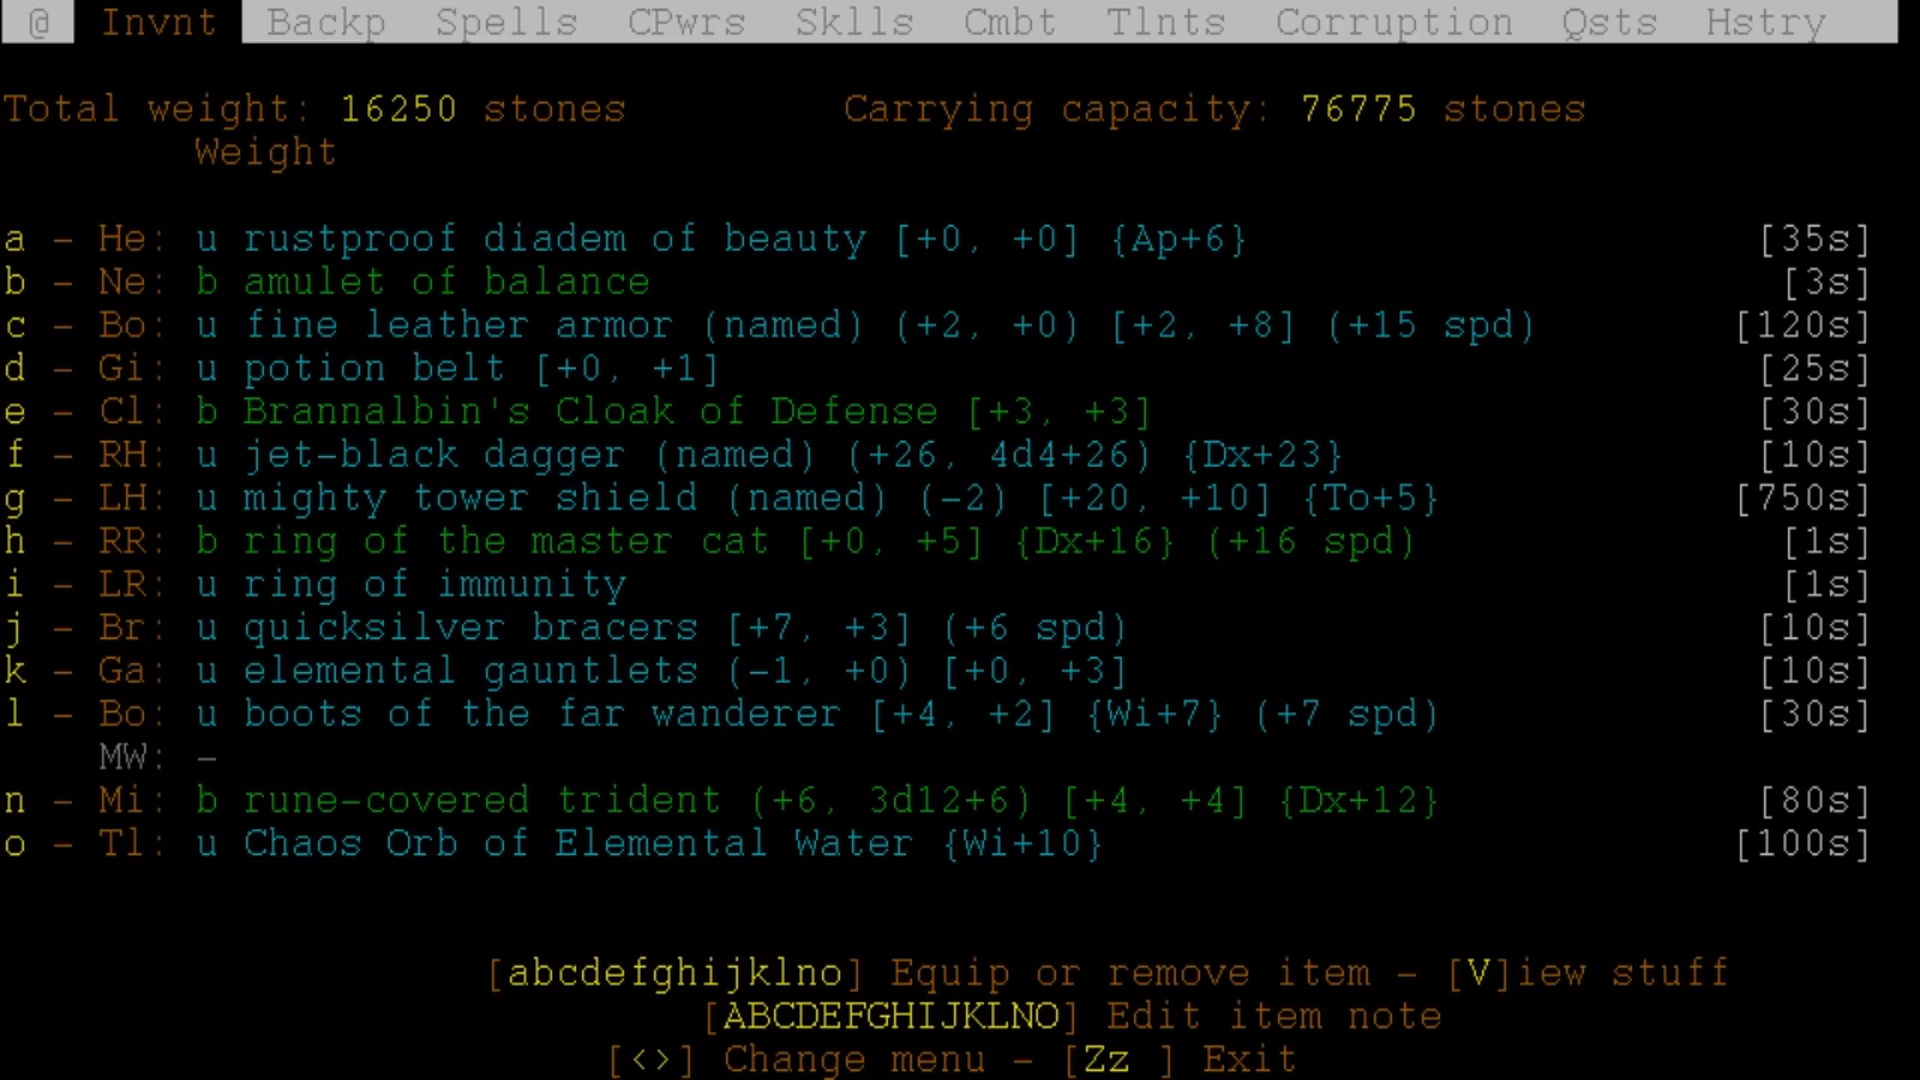 @ Invnt Backp Spells CPwrs Sklls Cmbt Tlnts Corruption Qsts Hstry
Total weight: 16250 stones Carrying capacity: 76775 stones
Weight
a - He: u rustproof diadem of beauty [+0, +0] {Ap+6} [35s]
b - Ne: b amulet of balance [3s]
c - Bo: u fine leather armor (named) (+2, +0) [+2, +8] (+15 spd) [120s]
d - Gi: u potion belt [+0, +1] [25s]
e - Cl: b Brannalbin's Cloak of Defense [+3, +3] [30s]
f - RH: u jet-black dagger (named) (+26, 4d4+26) {Dx+23} [10s]
g - LH: u mighty tower shield (named) (-2) [+20, +10] {To+5} [750s]
h - RR: b ring of the master cat [+0, +5] {Dx+16} (+16 spd) [1s]
i - LR: u ring of immunity [1s]
j - Br: u quicksilver bracers [+7, +3] (+6 spd) [10s]
k - Ga: u elemental gauntlets (-1, +0) [+0, +3] [10s]
l - Bo: u boots of the far wanderer [+4, +2] {Wi+7} (+7 spd) [30s]
MW: -
n - Mi: b rune-covered trident (+6, 3d12+6) [+4, +4] {Dx+12} [80s]
o - Tl: u Chaos Orb of Elemental Water {Wi+10} [100s]
[abcdefghijklno] Equip or remove item - [V]iew stuff
[ABCDEFGHIJKLNO] Edit item note
[<>] Change menu - [Zz ] Exit